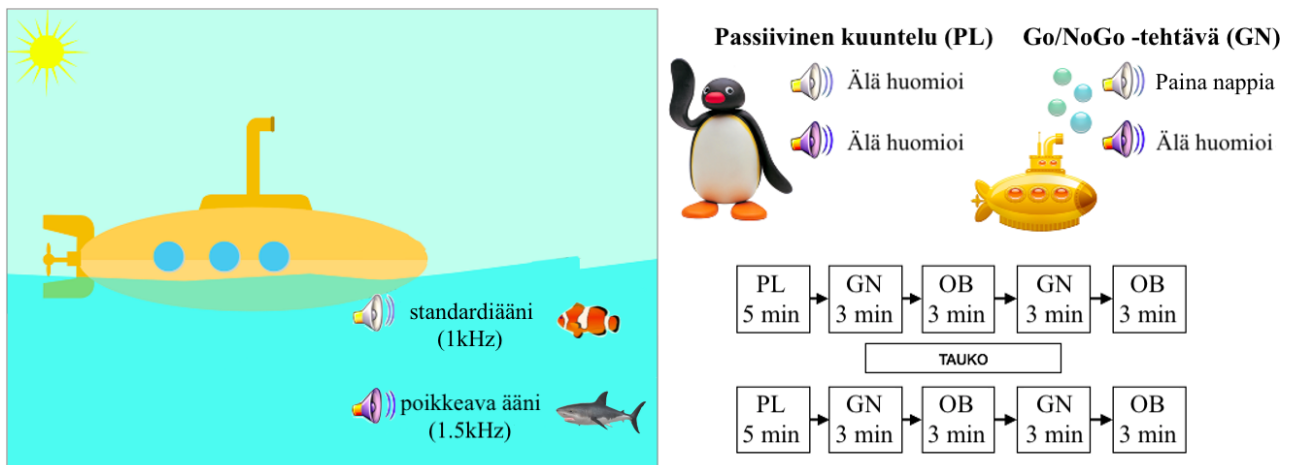 standardiääni
(1kHz)
poikkeava ääni
(1.5kHz)
Passiivinen kuuntelu (PL)
Älä huomioi
Älä huomioi
Go/NoGo -tehtävä (GN)
Paina nappia
Älä huomioi
PL
5 min
GN
3 min
OB
3 min
GN
3 min
OB
3 min
TAUKO
PL
5 min
GN
3 min
OB
3 min
GN
3 min
OB
3 min